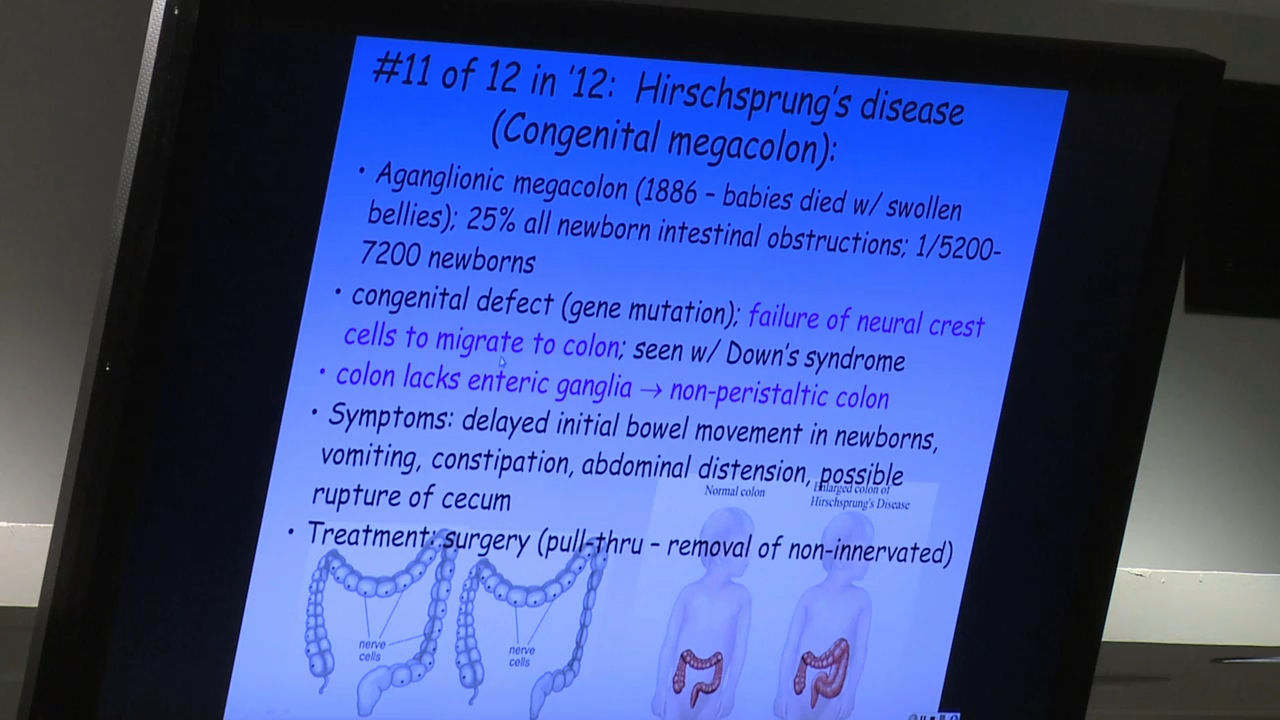 #11 of 12 in '12: Hirschsprung's disease
(Congenital megacolon):
• Aganglionic megacolon (1886 – babies died w/ swollen
bellies); 25% all newborn intestinal obstructions; 1/5200-
7200 newborns
• congenital defect (gene mutation); failure of neural crest
cells to migrate to colon; seen w/ Down's syndrome
• colon lacks enteric ganglia → non-peristaltic colon
• Symptoms: delayed initial bowel movement in newborns,
vomiting, constipation, abdominal distension, possible
rupture of cecum
Normal colon
Enlarged colon of
Hirschsprung's Disease
• Treatment: surgery (pull-thru – removal of non-innervated)
nerve
cells
nerve
cells